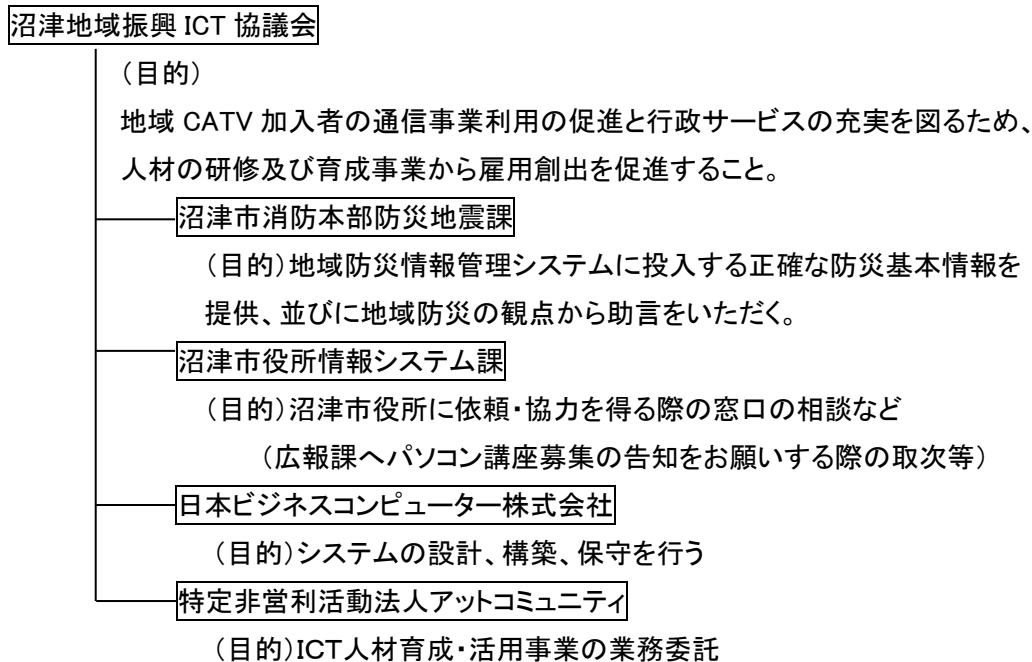 沼津地域振興 ICT 協議会
（目的）
地域 CATV 加入者の通信事業利用の促進と行政サービスの充実を図るため、
人材の研修及び育成事業から雇用創出を促進すること。
沼津市消防本部防災地震課
（目的）地域防災情報管理システムに投入する正確な防災基本情報を
提供、並びに地域防災の観点から助言をいただく。
沼津市役所情報システム課
（目的）沼津市役所に依頼・協力を得る際の窓口の相談など
（広報課へパソコン講座募集の告知をお願いする際の取次等）
日本ビジネスコンピューター株式会社
（目的）システムの設計、構築、保守を行う
特定非営利活動法人アットコミュニティ
（目的）ICT人材育成・活用事業の業務委託